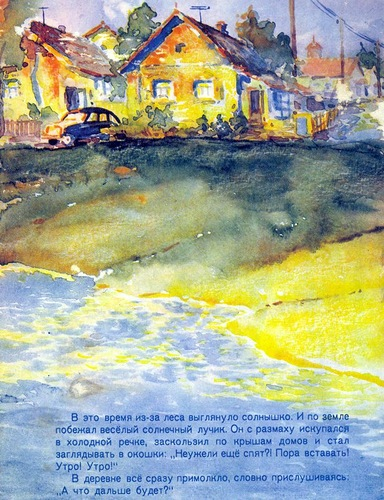 В это время из-за леса выглянуло солнышко. И по земле
побежал весёлый солнечный лучик. Он с размаху искупался
в холодной речке, заскользил по крышам домов и стал
заглядывать в окошки: „Неужели ещё спят?! Пора вставать!
Утро! Утро!“
В деревне всё сразу примолкло, словно прислушиваясь:
„А что дальше будет?“